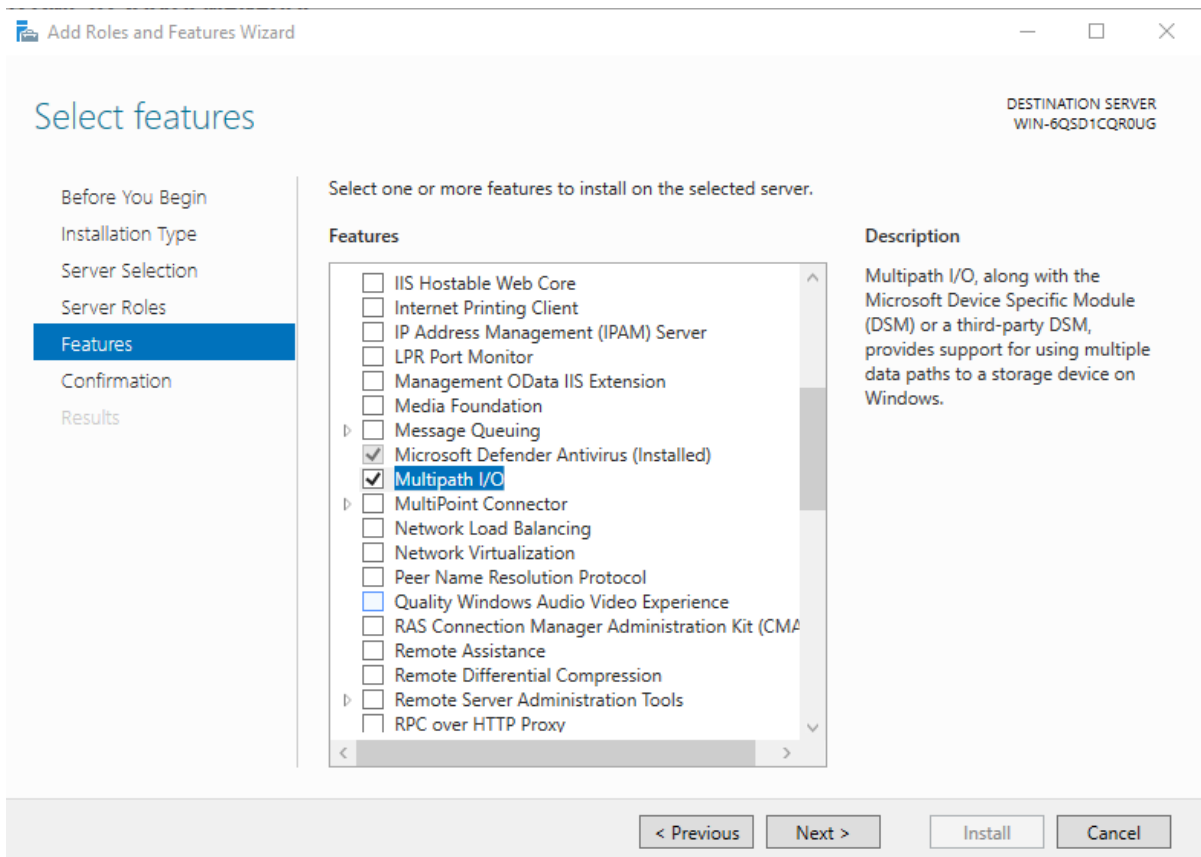 Add Roles and Features Wizard
Select features
DESTINATION SERVER
WIN-6QSD1CQR0UG
Before You Begin
Installation Type
Server Selection
Server Roles
Features
Confirmation
Results
Select one or more features to install on the selected server.
Features
IIS Hostable Web Core
Internet Printing Client
IP Address Management (IPAM) Server
LPR Port Monitor
Management OData IIS Extension
Media Foundation
Message Queuing
Microsoft Defender Antivirus (Installed)
Multipath I/O
MultiPoint Connector
Network Load Balancing
Network Virtualization
Peer Name Resolution Protocol
Quality Windows Audio Video Experience
RAS Connection Manager Administration Kit (CMA
Remote Assistance
Remote Differential Compression
Remote Server Administration Tools
RPC over HTTP Proxy
Description
Multipath I/O, along with the
Microsoft Device Specific Module
(DSM) or a third-party DSM,
provides support for using multiple
data paths to a storage device on
Windows.
< Previous
Next >
Install
Cancel